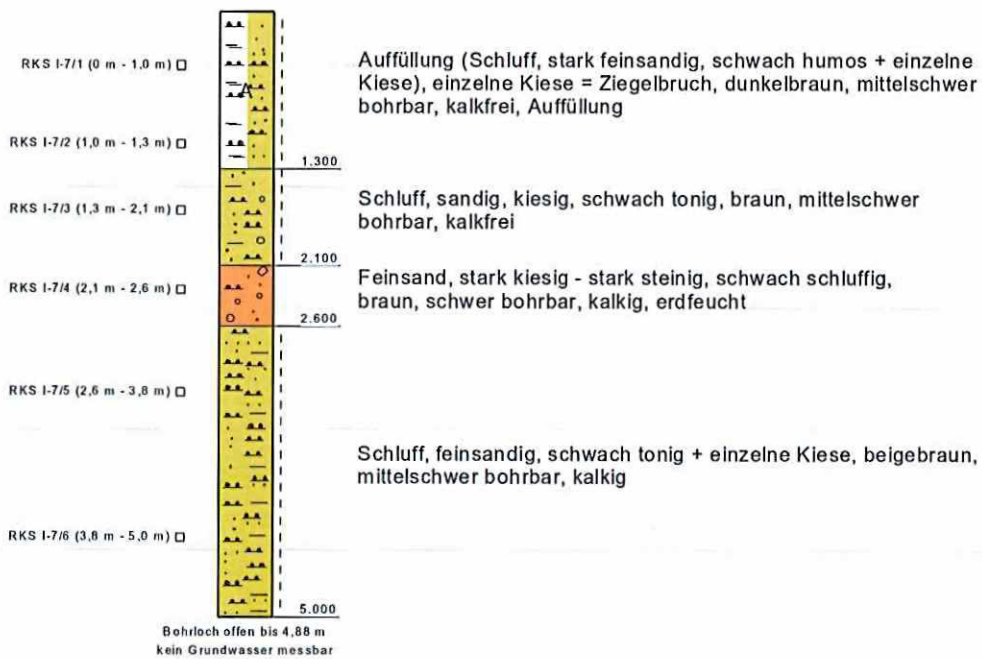 RKS I-7/1 (0 m - 1,0 m)
Auffüllung (Schluff, stark feinsandig, schwach humos + einzelne
Kiese), einzelne Kiese = Ziegelbruch, dunkelbraun, mittelschwer
bohrbar, kalkfrei, Auffüllung
A
RKS I-7/2 (1,0 m - 1,3 m)
1.300
RKS I-7/3 (1,3 m - 2,1 m)
Schluff, sandig, kiesig, schwach tonig, braun, mittelschwer
bohrbar, kalkfrei
2.100
RKS I-7/4 (2,1 m - 2,6 m)
Feinsand, stark kiesig - stark steinig, schwach schluffig,
braun, schwer bohrbar, kalkig, erdfeucht
2.600
RKS I-7/5 (2,6 m - 3,8 m)
Schluff, feinsandig, schwach tonig + einzelne Kiese, beigebraun,
mittelschwer bohrbar, kalkig
RKS I-7/6 (3,8 m - 5,0 m)
5.000
Bohrloch offen bis 4,88 m
kein Grundwasser messbar